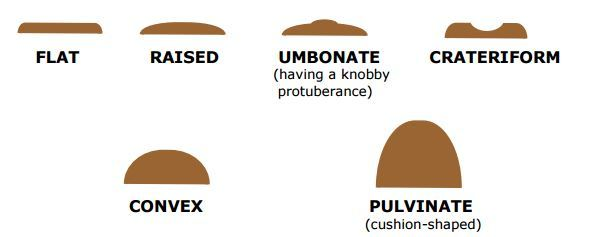 FLAT
RAISED
UMBONATE
(having a knobby
protuberance)
CRATERIFORM
CONVEX
PULVINATE
(cushion-shaped)